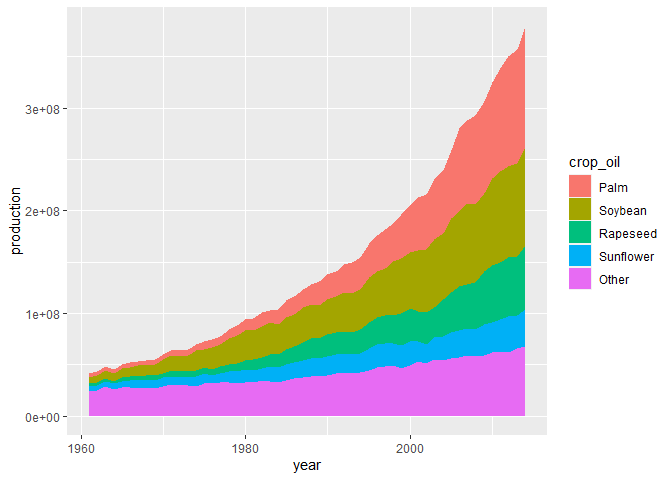 3e+08
2e+08
1e+08
0e+00
production
1960
1980
2000
year
crop_oil
Palm
Soybean
Rapeseed
Sunflower
Other